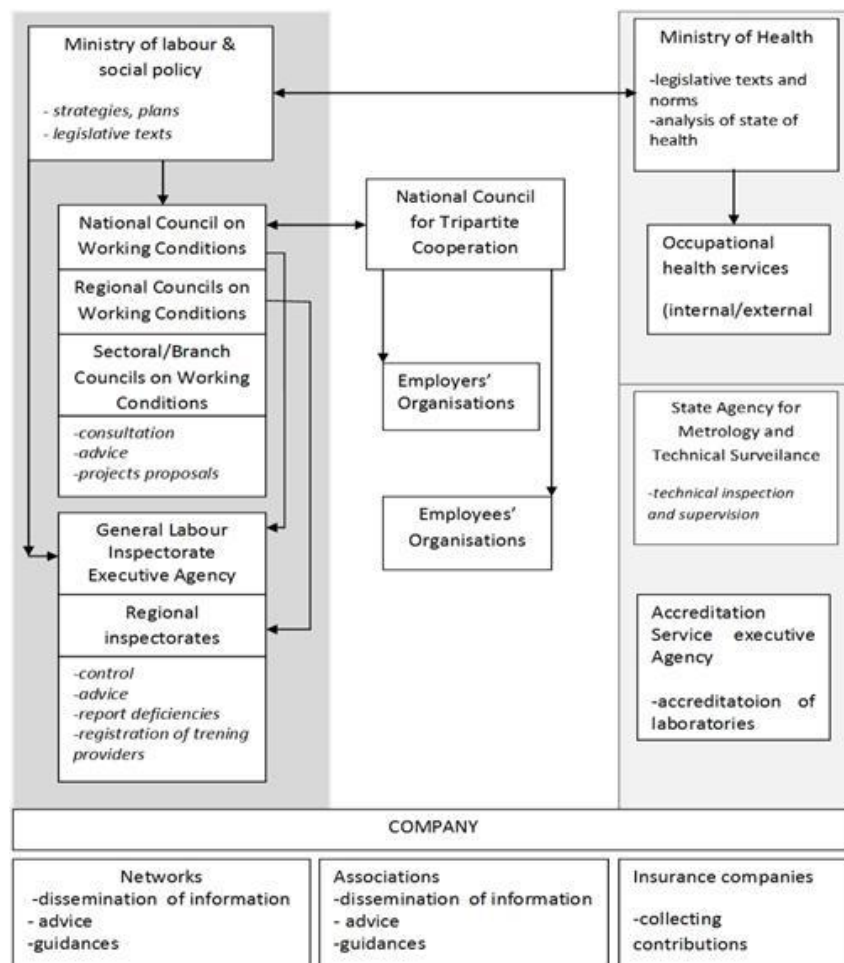 Ministry of labour &
social policy
- strategies, plans
- legislative texts
Ministry of Health
-legislative texts and
norms
-analysis of state of
health
National Council on
Working Conditions
Regional Councils on
Working Conditions
Sectoral/Branch
Councils on Working
Conditions
-consultation
-advice
-projects proposals
National Council
for Tripartite
Cooperation
Occupational
health services
(internal/external
Employers’
Organisations
Employees’
Organisations
State Agency for
Metrology and
Technical Surveilance
-technical inspection
and supervision
General Labour
Inspectorate
Executive Agency
Regional
inspectorates
-control
-advice
-report deficiencies
-registration of trening
providers
Accreditation
Service executive
Agency
-accreditatoion of
laboratories
COMPANY
Networks
-dissemination of information
- advice
-guidances
Associations
-dissemination of information
- advice
-guidances
Insurance companies
-collecting
contributions